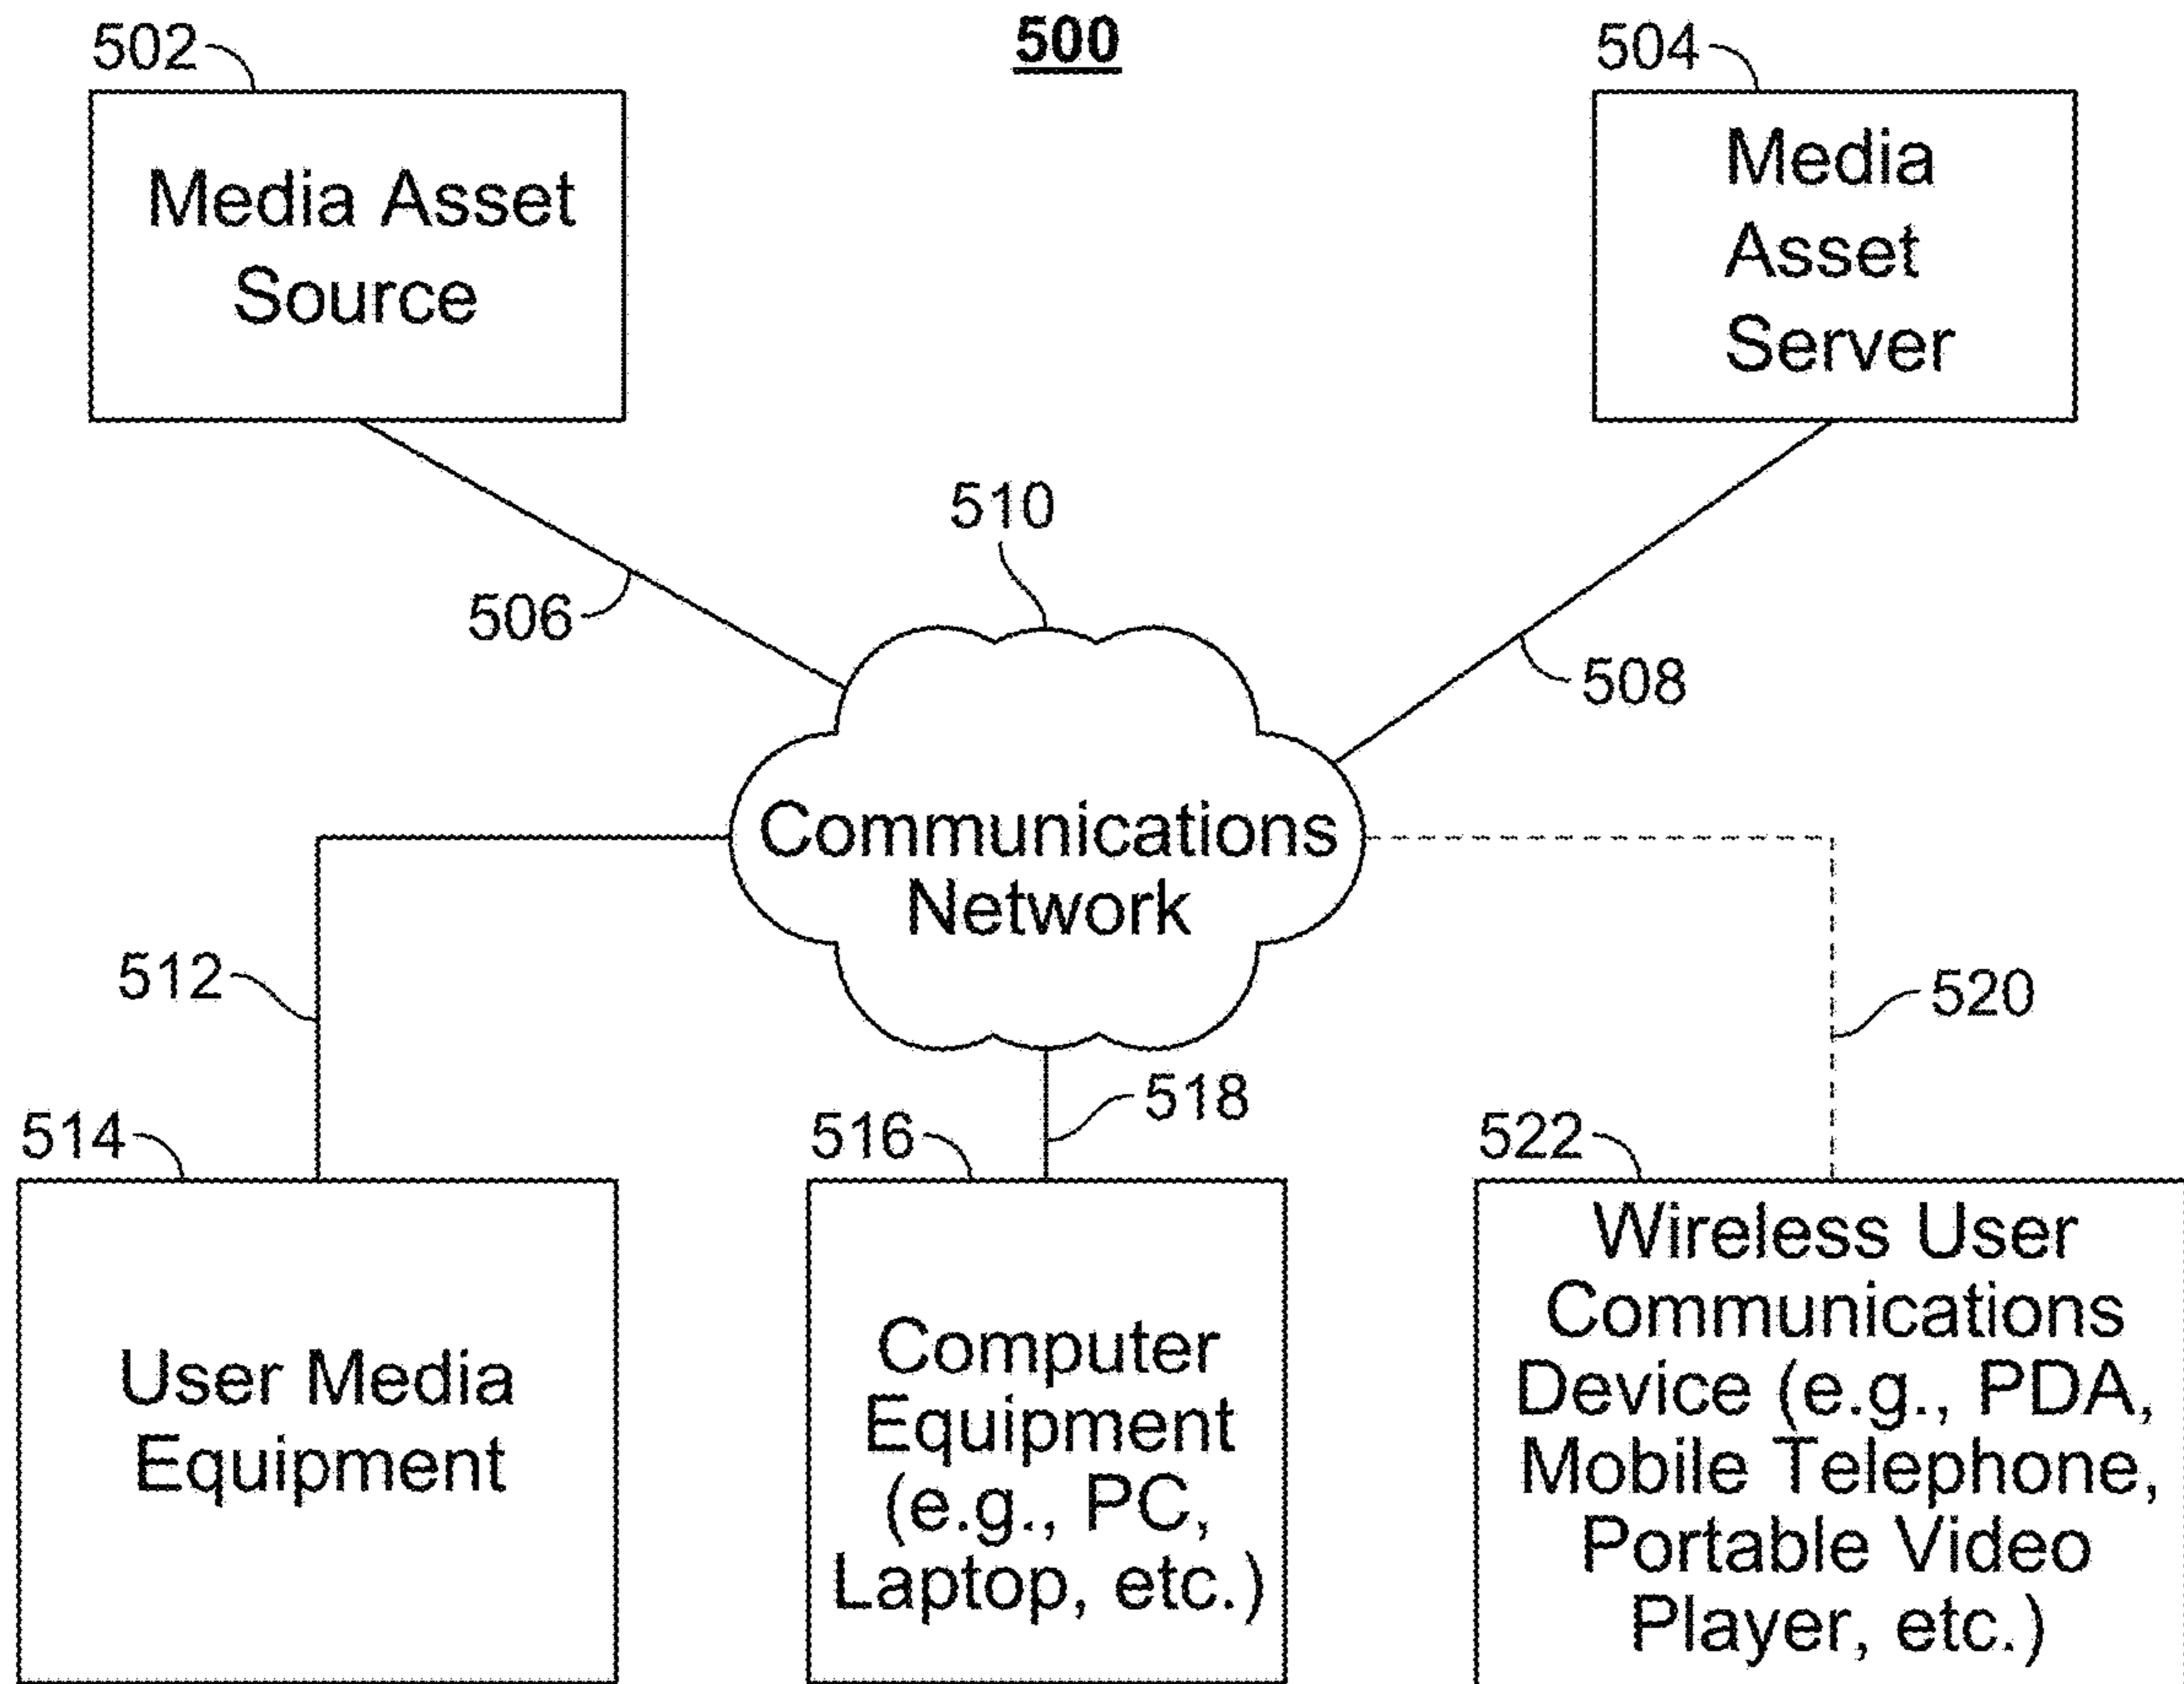 500
502
504
Media Asset
Source
Media
Asset
Server
510
506
508
Communications
Network
512
520
518
514
516
522
User Media
Equipment
Computer
Equipment
(e.g., PC,
Laptop, etc.)
Wireless User
Communications
Device (e.g., PDA,
Mobile Telephone,
Portable Video
Player, etc.)